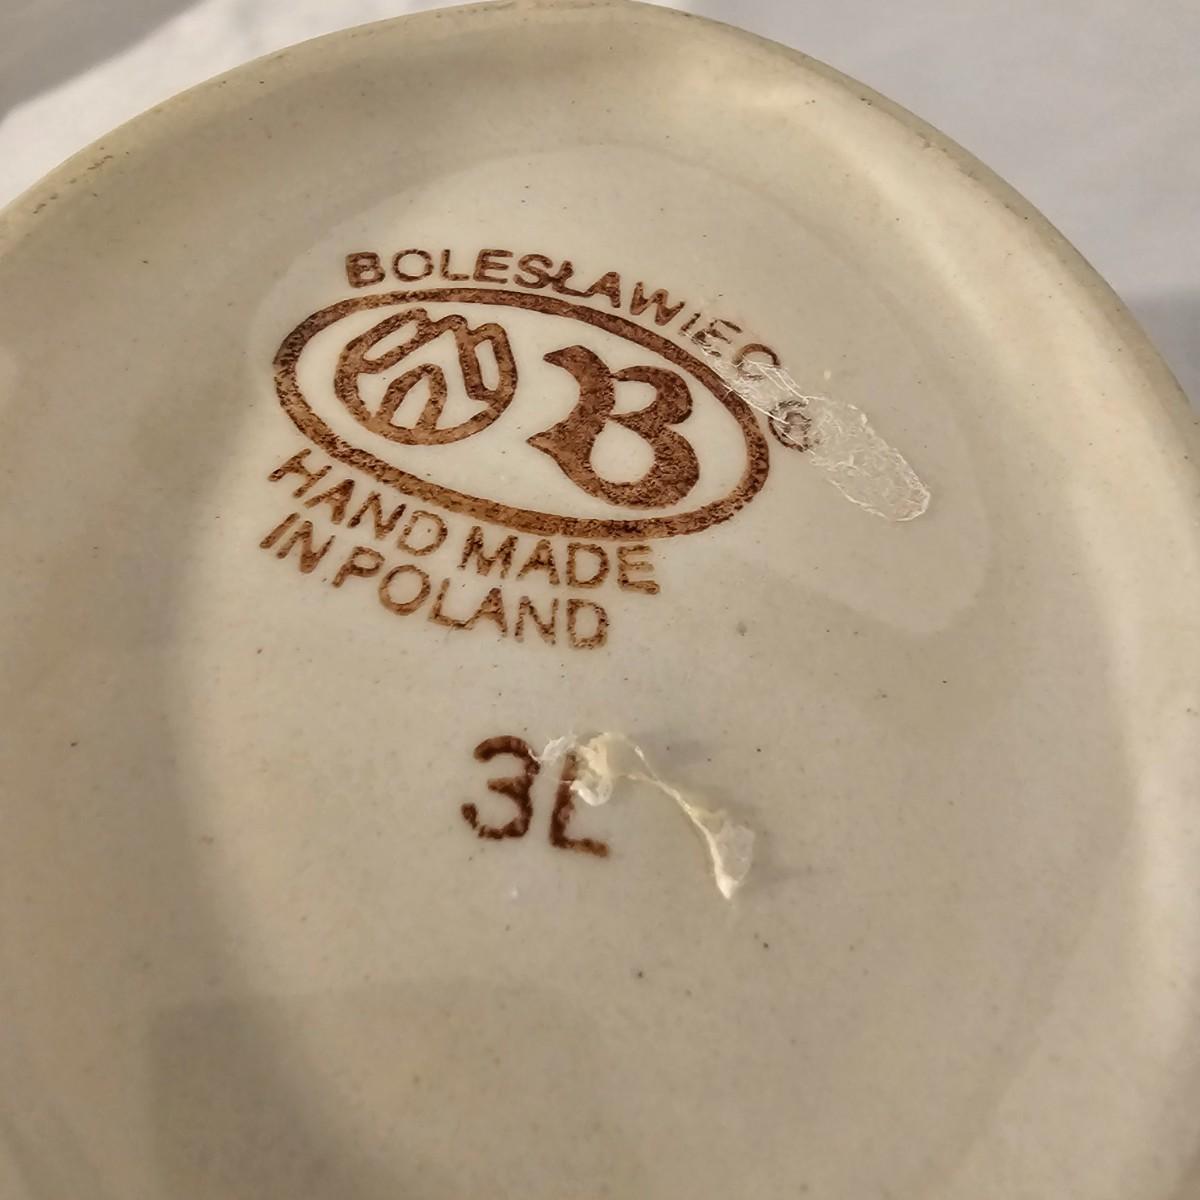 BOLESŁAWIEC ®
B
HAND MADE
IN POLAND
3L